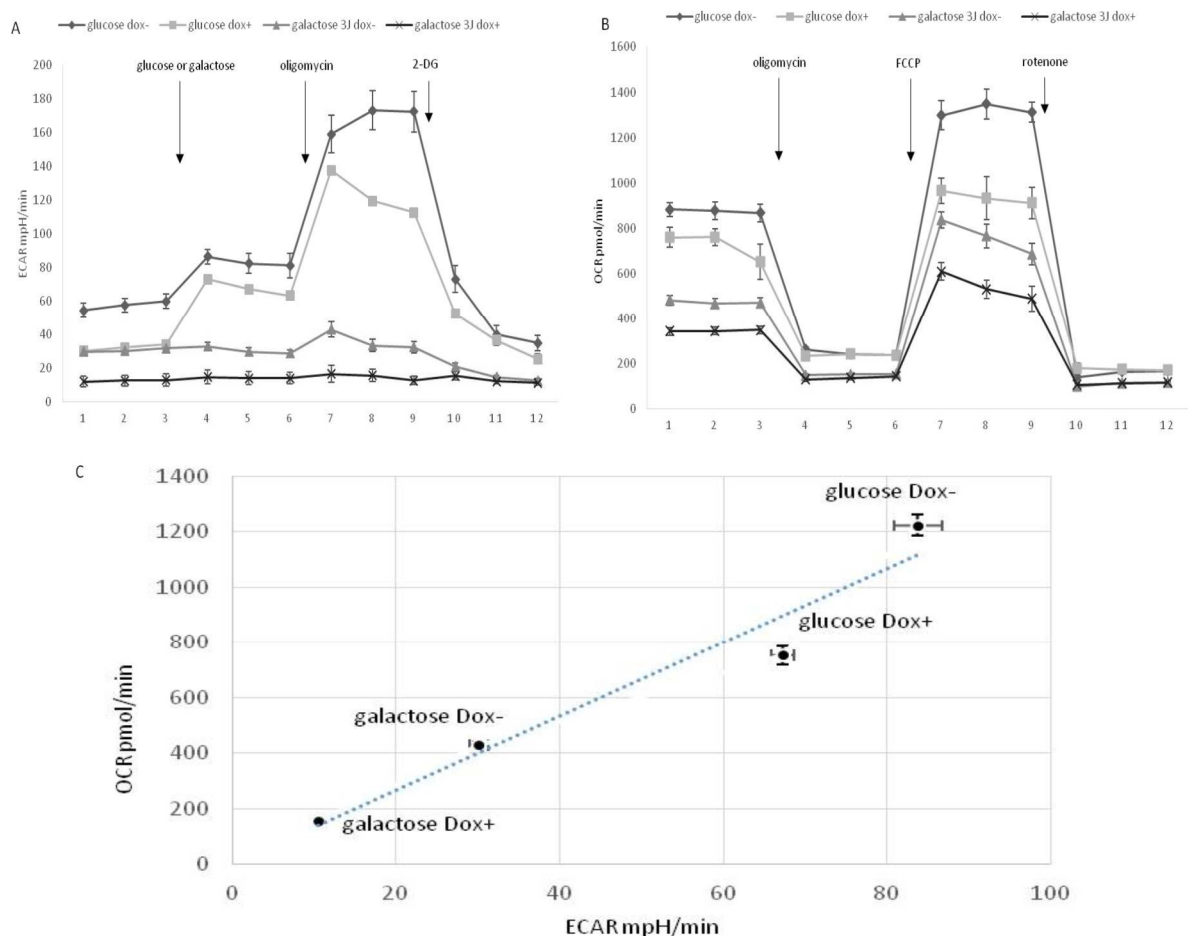 A
glucose dox- glucose dox+ galactose 3J dox- galactose 3J dox+
glucose or galactose oligomycin 2-DG
ECAR mpH/min
200
180
160
140
120
100
80
60
40
20
0
1 2 3 4 5 6 7 8 9 10 11 12
B
glucose dox- glucose dox+ galactose 3J dox- galactose 3J dox+
oligomycin FCCP rotenone
OCR pmol/min
1600
1400
1200
1000
800
600
400
200
0
1 2 3 4 5 6 7 8 9 10 11 12
C
OCR pmol/min
1400
1200
1000
800
600
400
200
0
glucose Dox-
glucose Dox+
galactose Dox-
galactose Dox+
0 20 40 60 80 100
ECAR mpH/min